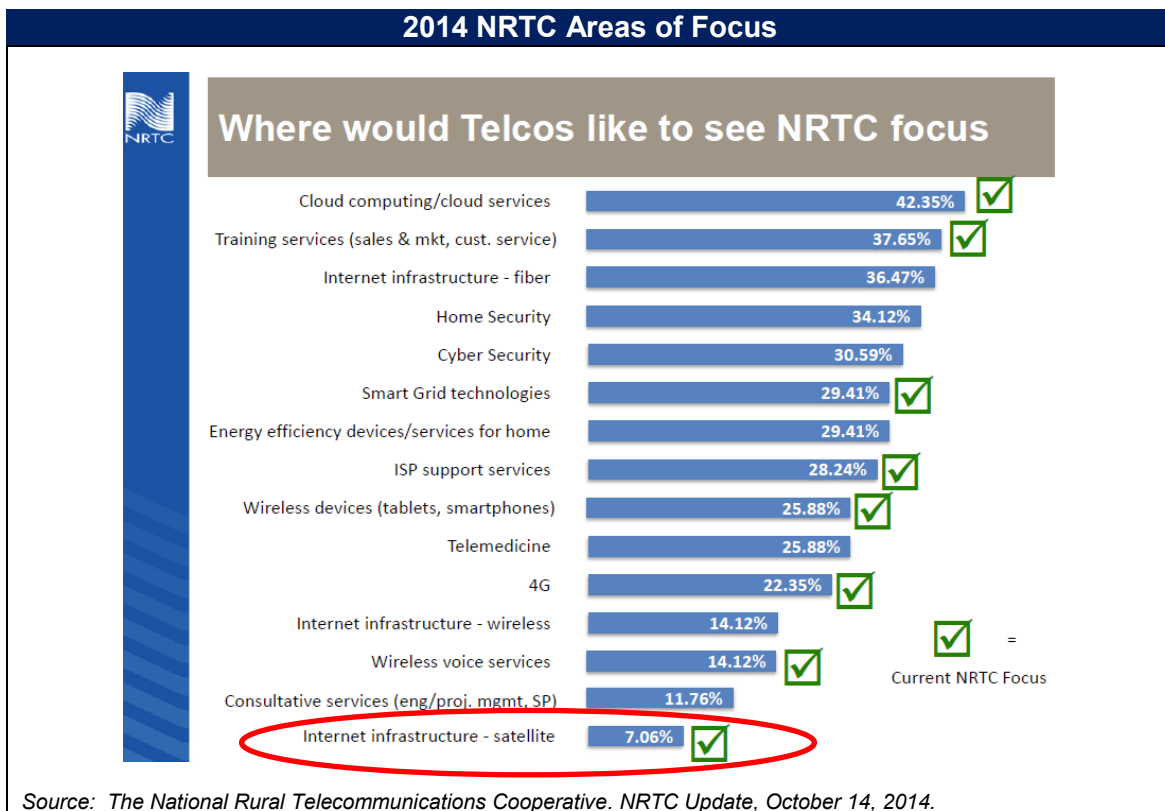 2014 NRTC Areas of Focus
NRTC
Where would Telcos like to see NRTC focus
Cloud computing/cloud services 42.35%
Training services (sales & mkt, cust. service) 37.65%
Internet infrastructure - fiber 36.47%
Home Security 34.12%
Cyber Security 30.59%
Smart Grid technologies 29.41%
Energy efficiency devices/services for home 29.41%
ISP support services 28.24%
Wireless devices (tablets, smartphones) 25.88%
Telemedicine 25.88%
4G 22.35%
Internet infrastructure - wireless 14.12%
Wireless voice services 14.12%
Consultative services (eng/proj. mgmt, SP) 11.76%
Internet infrastructure - satellite 7.06%
=
Current NRTC Focus
Source: The National Rural Telecommunications Cooperative. NRTC Update, October 14, 2014.